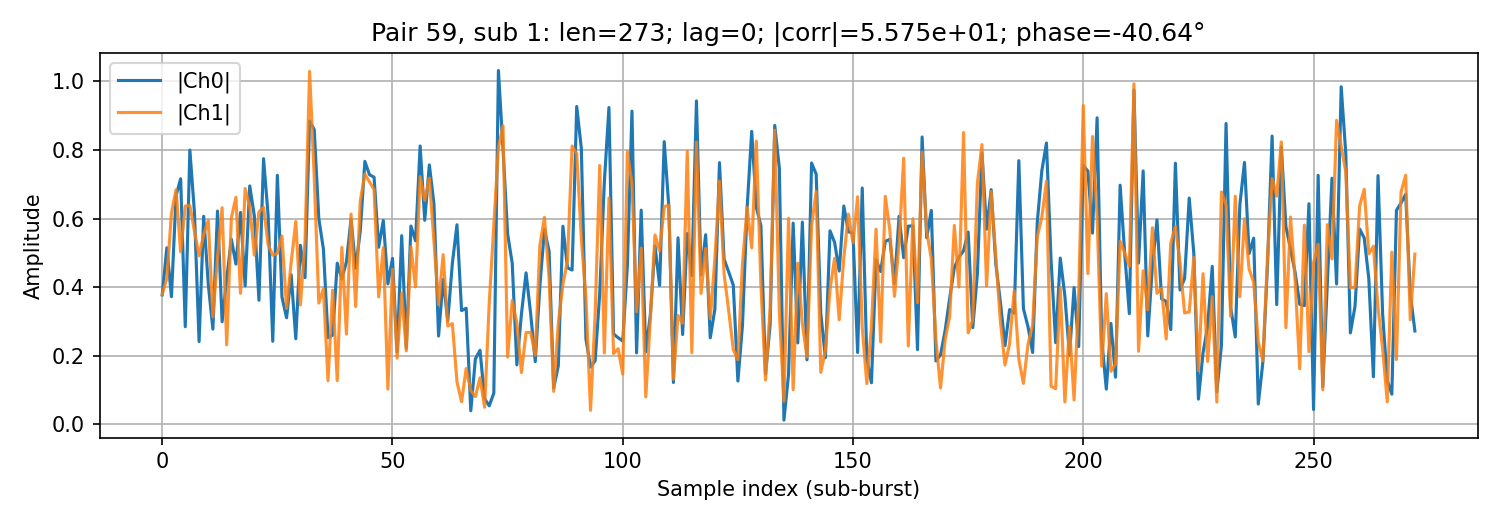 Pair 59, sub 1: len=273; lag=0; |corr|=5.575e+01; phase=-40.64°
|Ch0|
|Ch1|
Amplitude
1.0
0.8
0.6
0.4
0.2
0.0
0 50 100 150 200 250
Sample index (sub-burst)